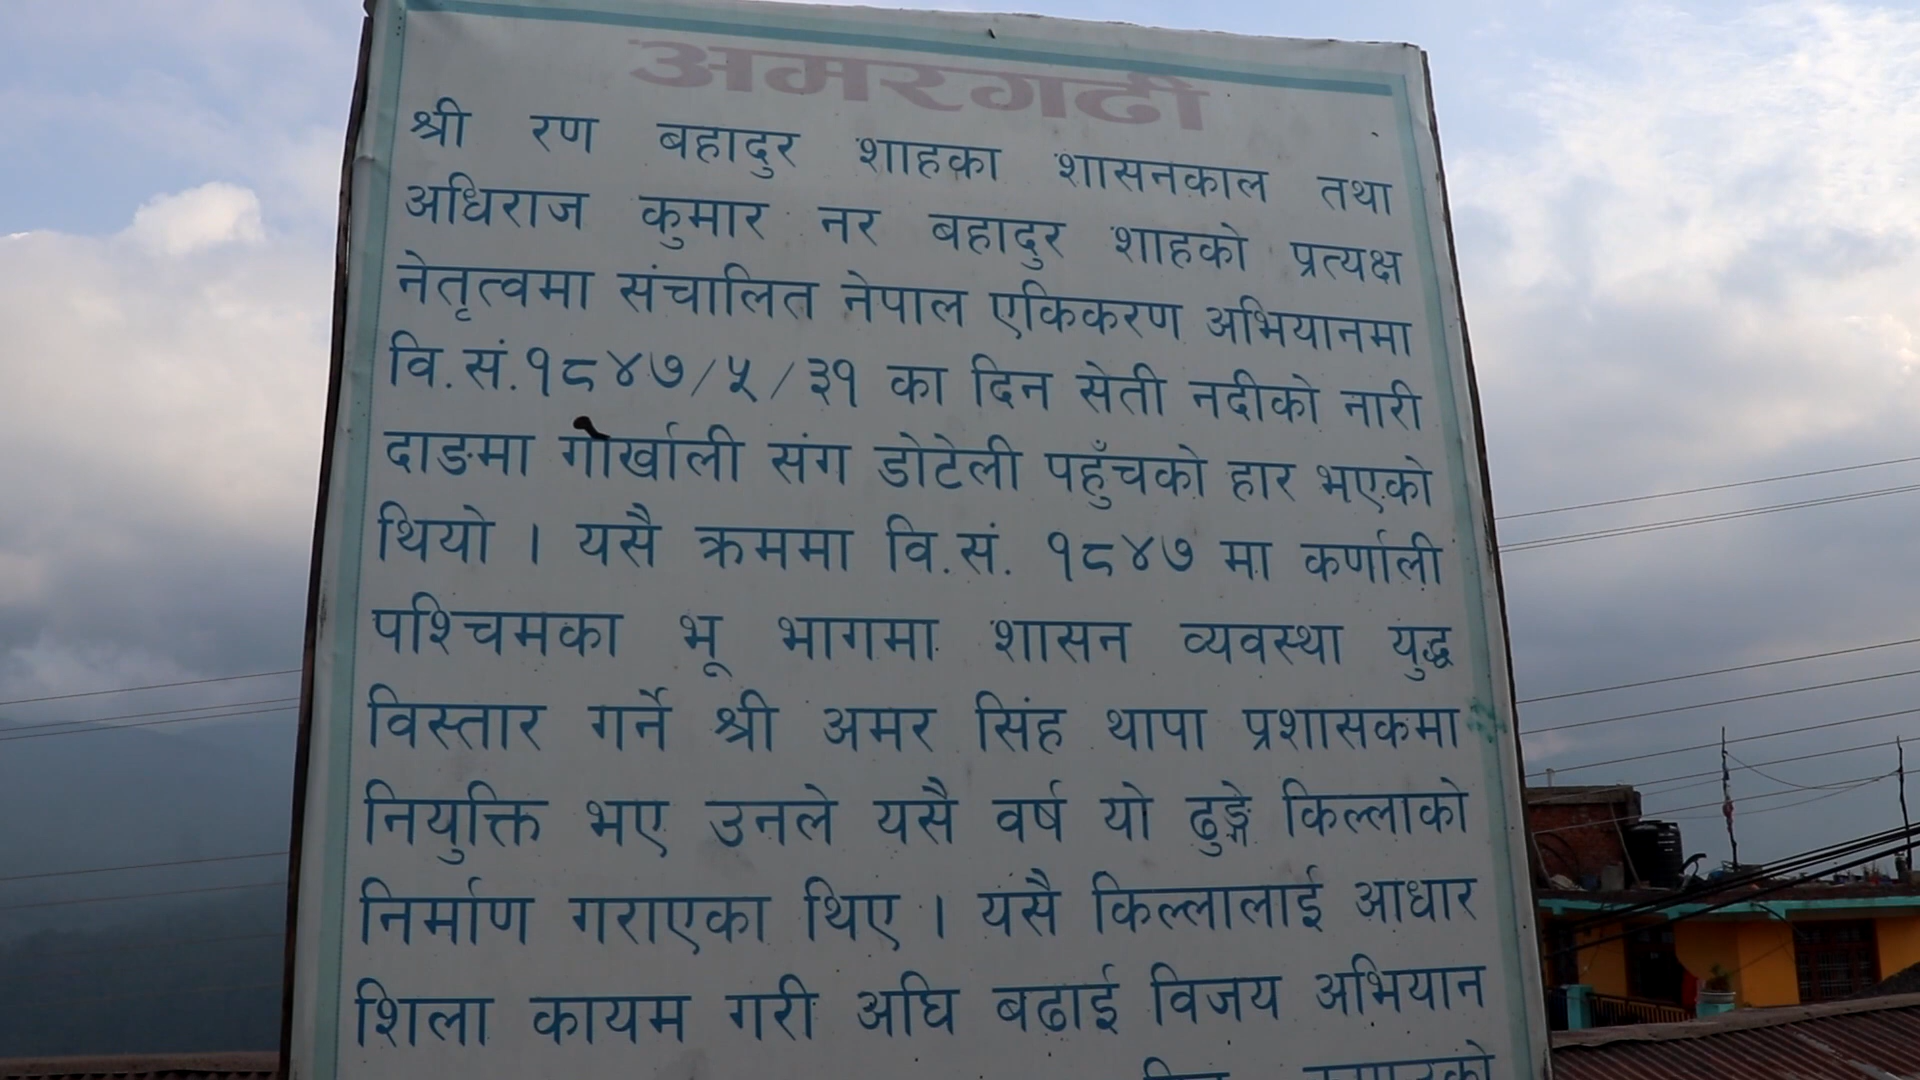 अमरगढी
श्री रण बहादुर शाहका शासनकाल तथा
अधिराज कुमार नर बहादुर शाहको प्रत्यक्ष
नेतृत्वमा संचालित नेपाल एकिकरण अभियानमा
वि.सं.१८४७/५/३१ का दिन सेती नदीको नारी
दाङमा गोर्खाली संग डोटेली पहुँचको हार भएको
थियो । यसै क्रममा वि.सं. १८४७ मा कर्णाली
पश्चिमका भू भागमा शासन व्यवस्था युद्ध
विस्तार गर्ने श्री अमर सिंह थापा प्रशासकमा
नियुक्ति भए उनले यसै वर्ष यो ढुङ्गे किल्लाको
निर्माण गराएका थिए । यसै किल्लालाई आधार
शिला कायम गरी अघि बढाई विजय अभियान